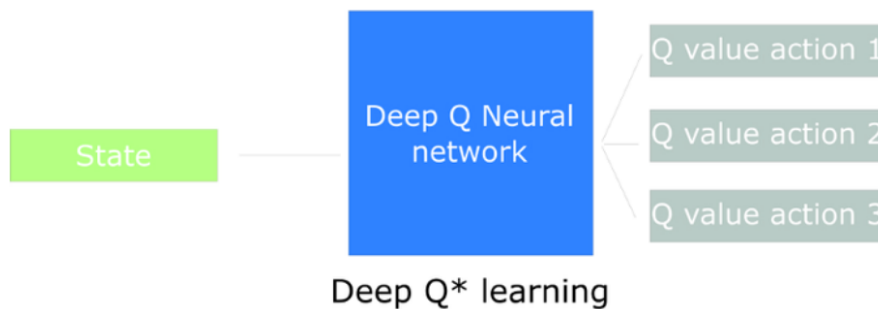 State
Deep Q Neural
network
Q value action 1
Q value action 2
Q value action 3
Deep Q* learning